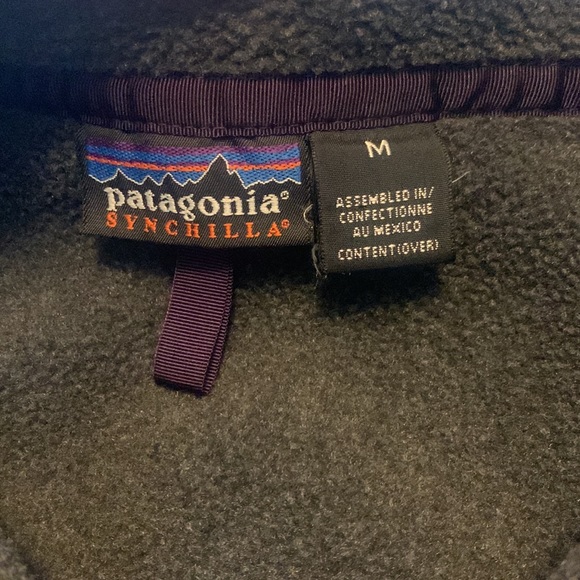 patagonia®
SYNCHILLA®
M
ASSEMBLED IN/
CONFECTIONNE
AU MEXICO
CONTENT(OVER)